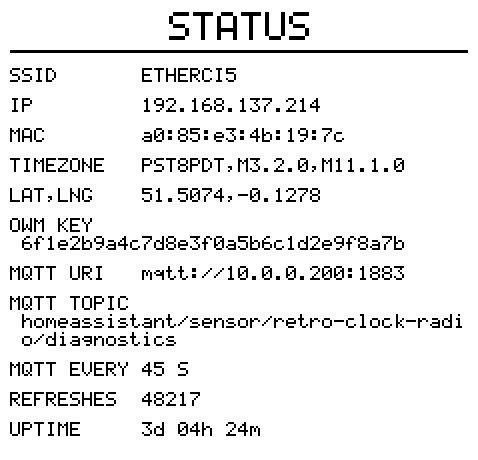 STATUS
SSID ETHERCI5
IP 192.168.137.214
MAC a0:85:e3:4b:19:7c
TIMEZONE PST8PDT,M3.2.0,M11.1.0
LAT,LNG 51.5074,-0.1278
OWM KEY
6f1e2b9a4c7d8e3f0a5b6c1d2e9f8a7b
MQTT URI mqtt://10.0.0.200:1883
MQTT TOPIC
homeassistant/sensor/retro-clock-radi
o/diagnostics
MQTT EVERY 45 S
REFRESHES 48217
UPTIME 3d 04h 24m